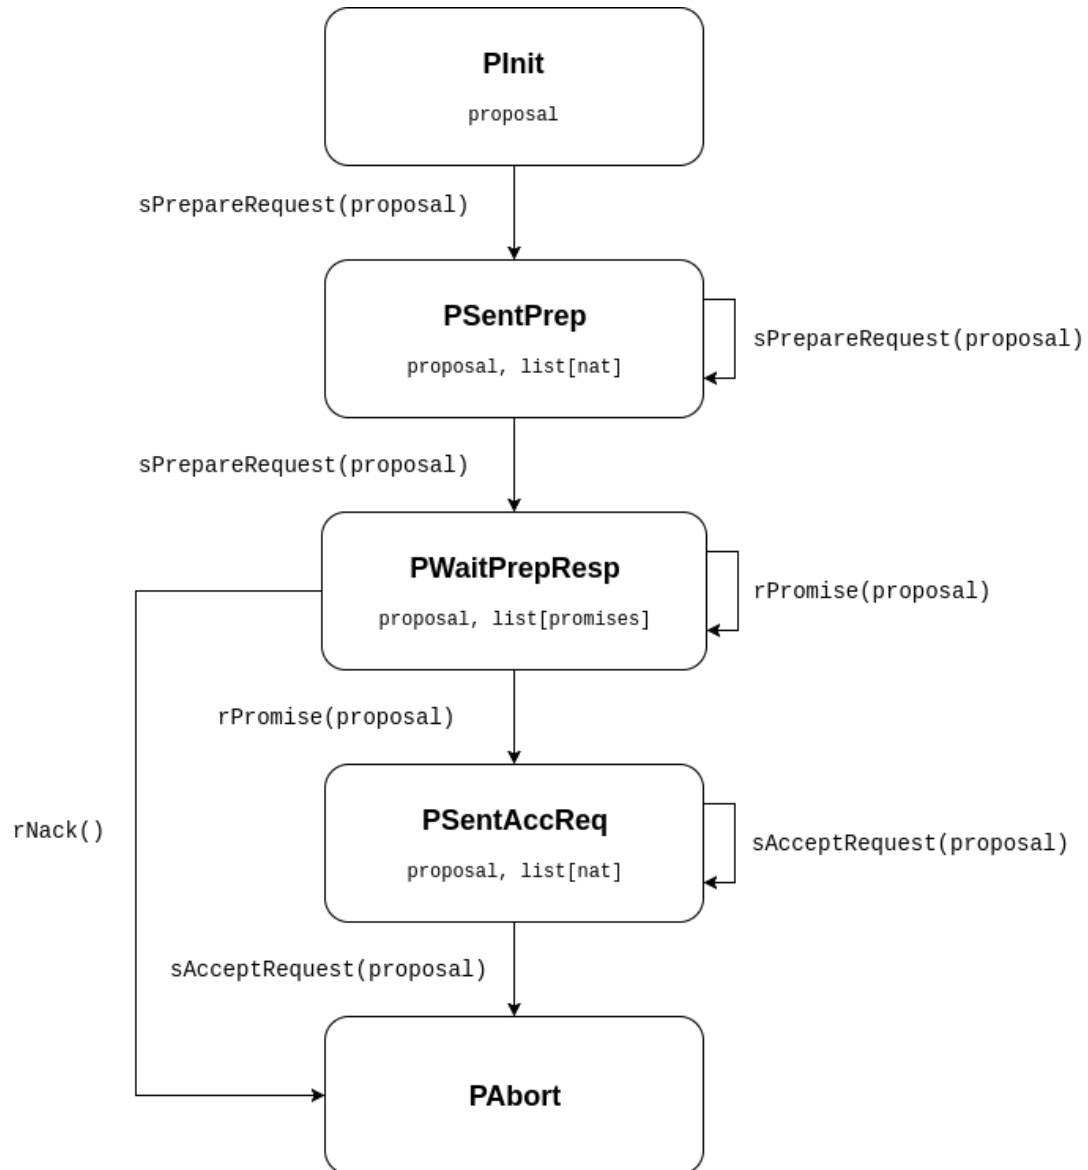 PInit
proposal
sPrepareRequest(proposal)
PSentPrep
proposal, list[nat]
sPrepareRequest(proposal)
sPrepareRequest(proposal)
PWaitPrepResp
proposal, list[promises]
rPromise(proposal)
rPromise(proposal)
rNack()
PSentAccReq
proposal, list[nat]
sAcceptRequest(proposal)
sAcceptRequest(proposal)
PAbort